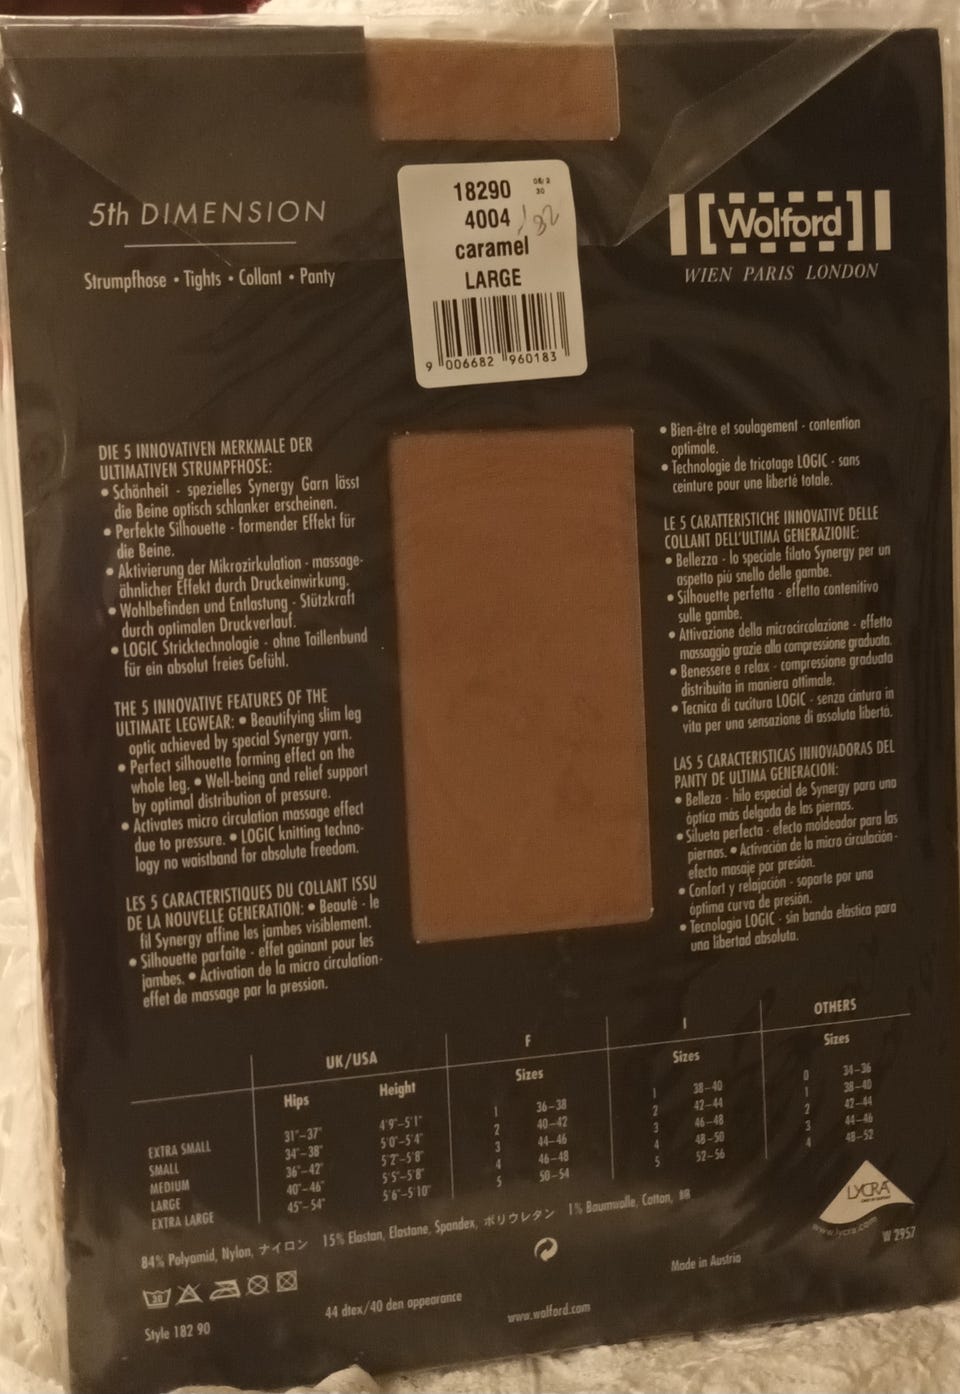 5th DIMENSION
Strumpfhose • Tights • Collant • Panty
18290
06/2
30
4004
caramel
LARGE
9 006682 960183
Wolford
WIEN PARIS LONDON
DIE 5 INNOVATIVEN MERKMALE DER
ULTIMATIVEN STRUMPFHOSE:
• Schönheit - spezielles Synergy Garn lässt
die Beine optisch schlanker erscheinen.
• Perfekte Silhouette - formender Effekt für
die Beine.
• Aktivierung der Mikrozirkulation - massage-
ähnlicher Effekt durch Druckeinwirkung.
• Wohlbefinden und Entlastung - Stützkraft
durch optimalen Druckverlauf.
• LOGIC Stricktechnologie - ohne Taillenbund
für ein absolut freies Gefühl.
THE 5 INNOVATIVE FEATURES OF THE
ULTIMATE LEGWEAR: • Beautifying slim leg
optic achieved by special Synergy yarn.
• Perfect silhouette forming effect on the
whole leg. • Well-being and relief support
by optimal distribution of pressure.
• Activates micro circulation massage effect
due to pressure. • LOGIC knitting techno-
logy no waistband for absolute freedom.
LES 5 CARACTERISTIQUES DU COLLANT ISSU
DE LA NOUVELLE GENERATION: • Beauté - le
fil Synergy affine les jambes visiblement.
• Silhouette parfaite - effet gainant pour les
jambes. • Activation de la micro circulation-
effet de massage par la pression.
• Bien-être et soulagement - contention
optimale.
• Technologie de tricotage LOGIC - sans
ceinture pour une liberté totale.
LE 5 CARATTERISTICHE INNOVATIVE DELLE
COLLANT DELL'ULTIMA GENERAZIONE:
• Bellezza - lo speciale filato Synergy per un
aspetto più snello delle gambe.
• Silhouette perfetta - effetto contenitivo
sulle gambe.
• Attivazione della microcircolazione - effetto
massaggio grazie alla compressione graduata.
• Benessere e relax - compressione graduata
distribuita in maniera ottimale.
• Tecnica di cucitura LOGIC - senza cintura in
vita per una sensazione di assoluta libertà.
LAS 5 CARACTERISTICAS INNOVADORAS DEL
PANTY DE ULTIMA GENERACION:
• Belleza - hilo especial de Synergy para una
óptica más delgada de las piernas.
• Silueta perfecta - efecto moldeador para las
piernas. • Activación de la micro circulación -
efecto masaje por presión.
• Confort y relajación - soporte por una
óptima curva de presión.
• Tecnología LOGIC - sin banda elástica para
una libertad absoluta.
UK/USA F I OTHERS
Hips Height Sizes Sizes Sizes
EXTRA SMALL 31"–37" 4'9"–5'1" 1 36–38 1 38–40 0 34–36
SMALL 34"–38" 5'0"–5'4" 2 40–42 2 42–44 1 38–40
MEDIUM 36"–42" 5'2"–5'8" 3 44–46 3 46–48 2 42–44
LARGE 40"–46" 5'5"–5'8" 4 46–48 4 48–50 3 44–46
EXTRA LARGE 45"–54" 5'6"–5'10" 5 50–54 5 52–56 4 48–52
84% Polyamid, Nylon, ナイロン 15% Elastan, Elastane, Spandex, ポリウレタン 1% Baumwolle, Cotton, 綿
LYCRA
www.lycra.com
W 2957
30
Made in Austria
44 dtex/40 den appearance
www.wolford.com
Style 182 90